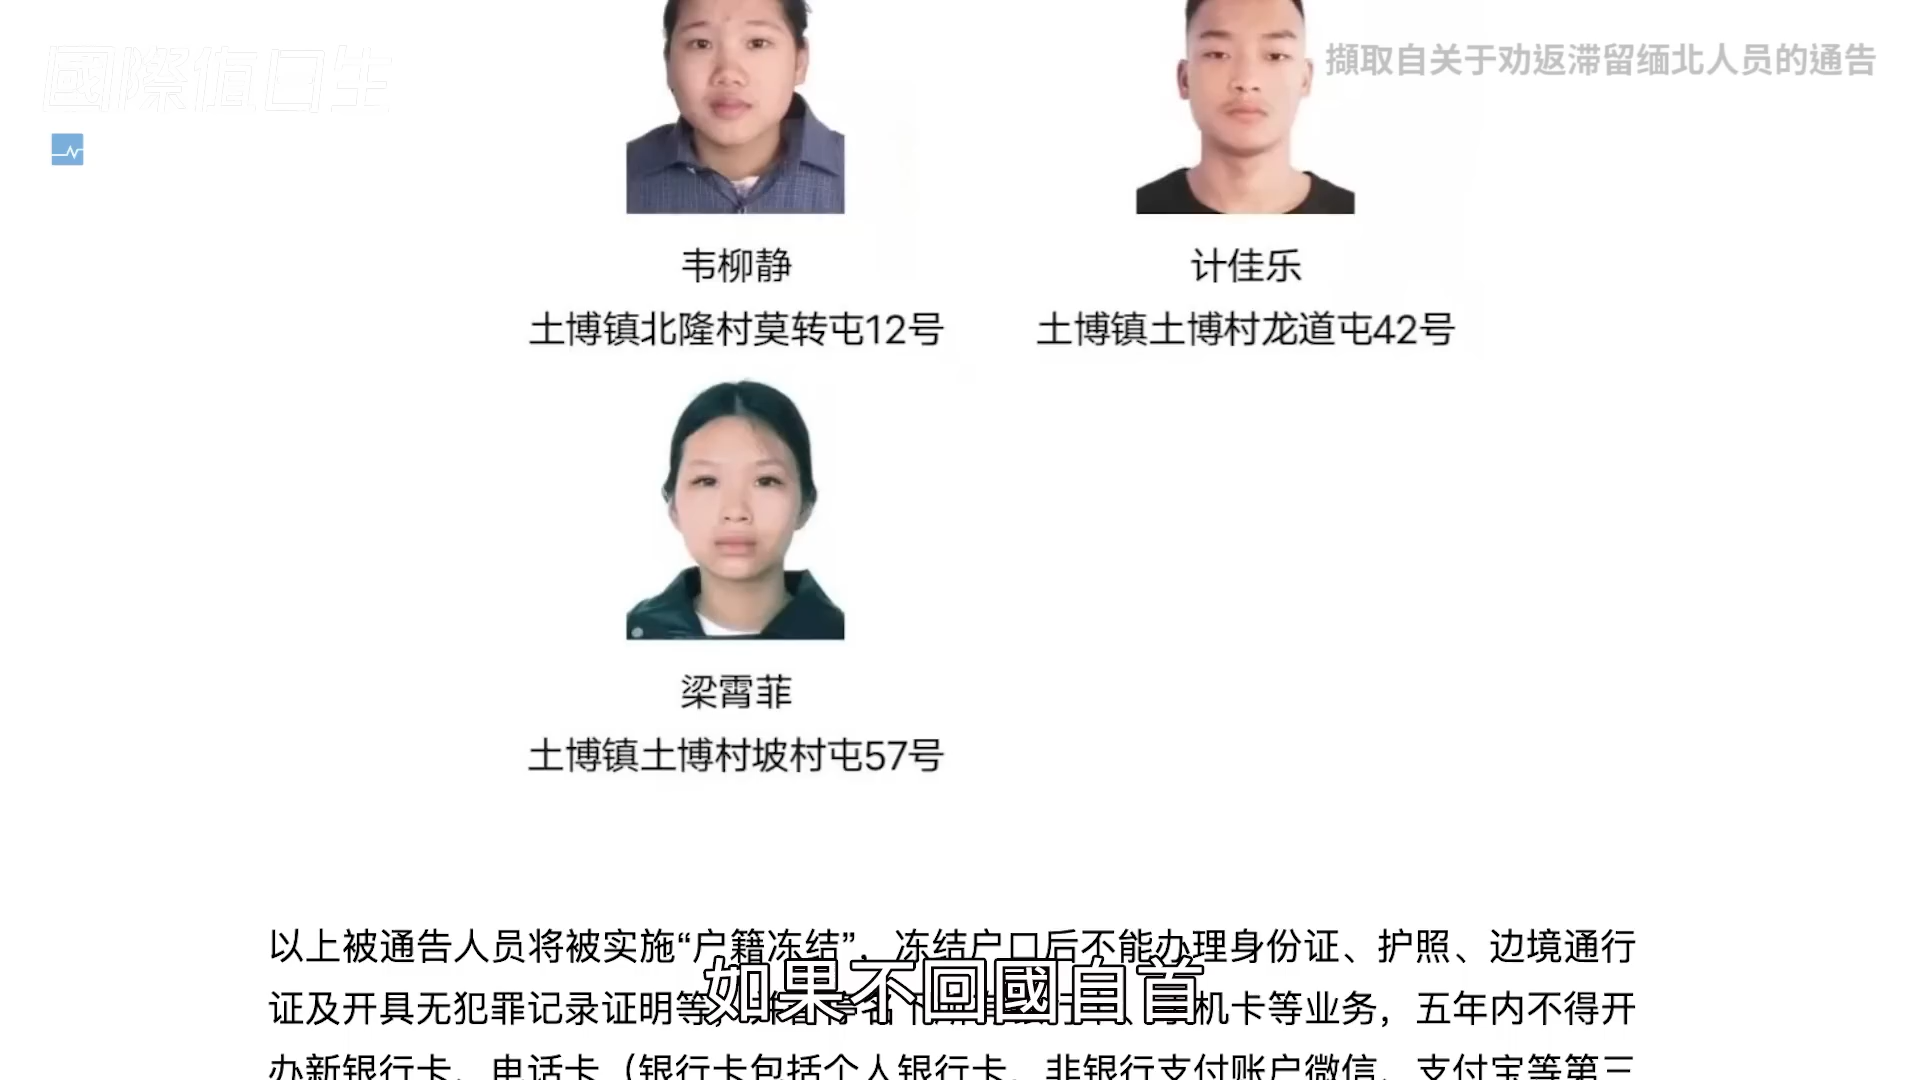 國際值日生
擷取自关于劝返滞留缅北人员的通告
韦柳静
计佳乐
土博镇北隆村莫转屯12号
土博镇土博村龙道屯42号
梁霄菲
土博镇土博村坡村屯57号
以上被通告人员将被实施“户籍冻结”，冻结户口后不能办理身份证、护照、边境通行
证及开具无犯罪记录证明等，机卡等业务，五年内不得开
如果不回國自首
办新银行卡、电话卡（银行卡包括个人银行卡、非银行支付账户微信、支付宝等第三